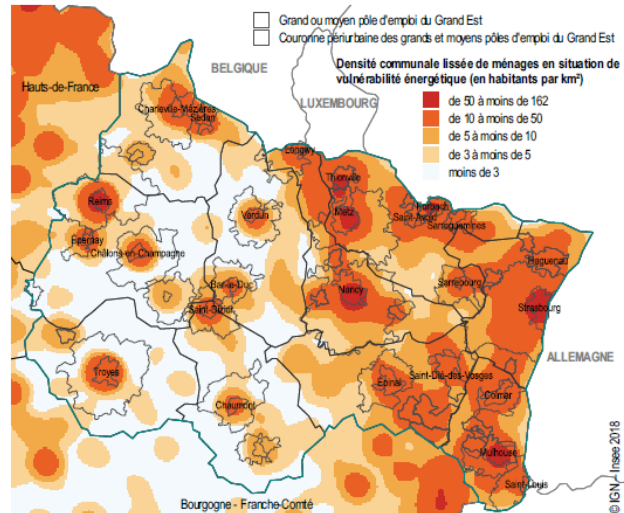 Grand ou moyen pôle d'emploi du Grand Est
Couronne périurbaine des grands et moyens pôles d'emploi du Grand Est
BELGIQUE
Densité communale lissée de ménages en situation de
vulnérabilité énergétique (en habitants par km²)
Hauts-de-France
LUXEMBOURG
de 50 à moins de 162
de 10 à moins de 50
de 5 à moins de 10
de 3 à moins de 5
moins de 3
Charleville-Mézières
Sedan
Longwy
Thionville
Reims
Verdun
Metz
Forbach
Saint-Avold
Sarreguemines
Epernay
Châlons-en-Champagne
Haguenau
Bar-le-Duc
Nancy
Sarrebourg
Saint-Dizier
Strasbourg
ALLEMAGNE
Troyes
Epinal
Saint-Dié-des-Vosges
Chaumont
Colmar
Mulhouse
Saint-Louis
Bourgogne - Franche-Comté
© IGN - Insee 2018